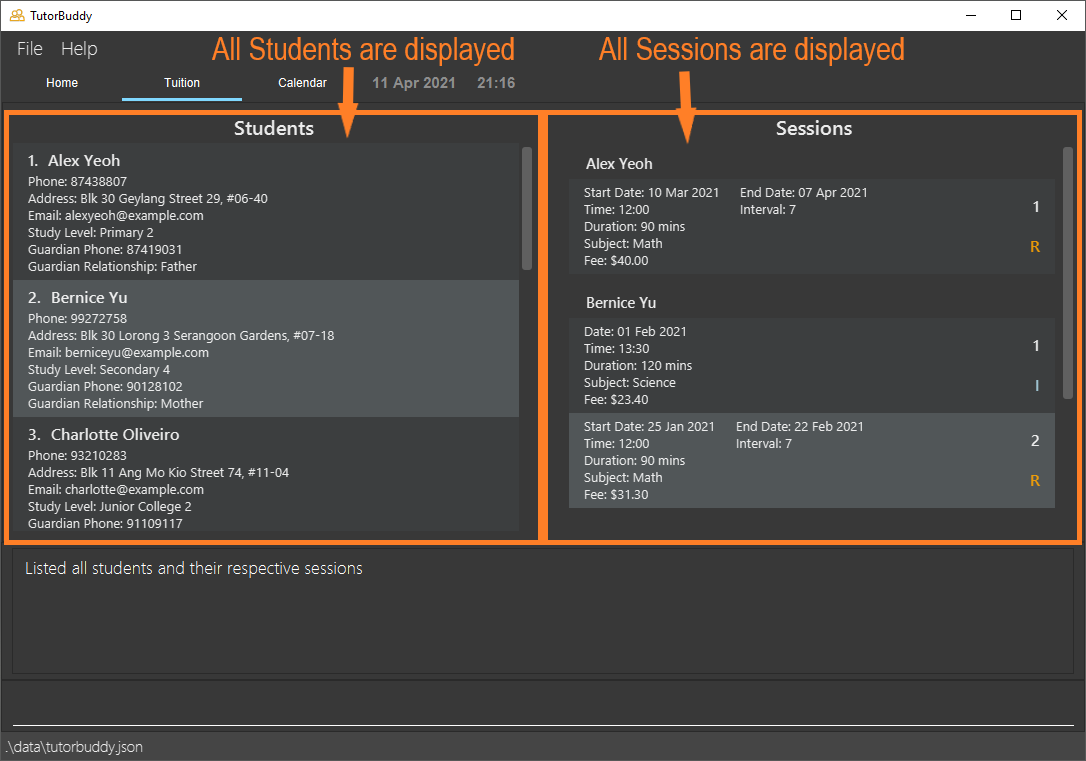 TutorBuddy
File Help
All Students are displayed
All Sessions are displayed
Home Tuition Calendar 11 Apr 2021 21:16
Students
1. Alex Yeoh
Phone: 87438807
Address: Blk 30 Geylang Street 29, #06-40
Email: alexyeoh@example.com
Study Level: Primary 2
Guardian Phone: 87419031
Guardian Relationship: Father
2. Bernice Yu
Phone: 99272758
Address: Blk 30 Lorong 3 Serangoon Gardens, #07-18
Email: berniceyu@example.com
Study Level: Secondary 4
Guardian Phone: 90128102
Guardian Relationship: Mother
3. Charlotte Oliveiro
Phone: 93210283
Address: Blk 11 Ang Mo Kio Street 74, #11-04
Email: charlotte@example.com
Study Level: Junior College 2
Guardian Phone: 91109117
Sessions
Alex Yeoh
Start Date: 10 Mar 2021 End Date: 07 Apr 2021
Time: 12:00 Interval: 7
1
Duration: 90 mins
Subject: Math
R
Fee: $40.00
Bernice Yu
Date: 01 Feb 2021
Time: 13:30
1
Duration: 120 mins
Subject: Science
I
Fee: $23.40
Start Date: 25 Jan 2021 End Date: 22 Feb 2021
Time: 12:00 Interval: 7
2
Duration: 90 mins
Subject: Math
R
Fee: $31.30
Listed all students and their respective sessions
.\data\tutorbuddy.json